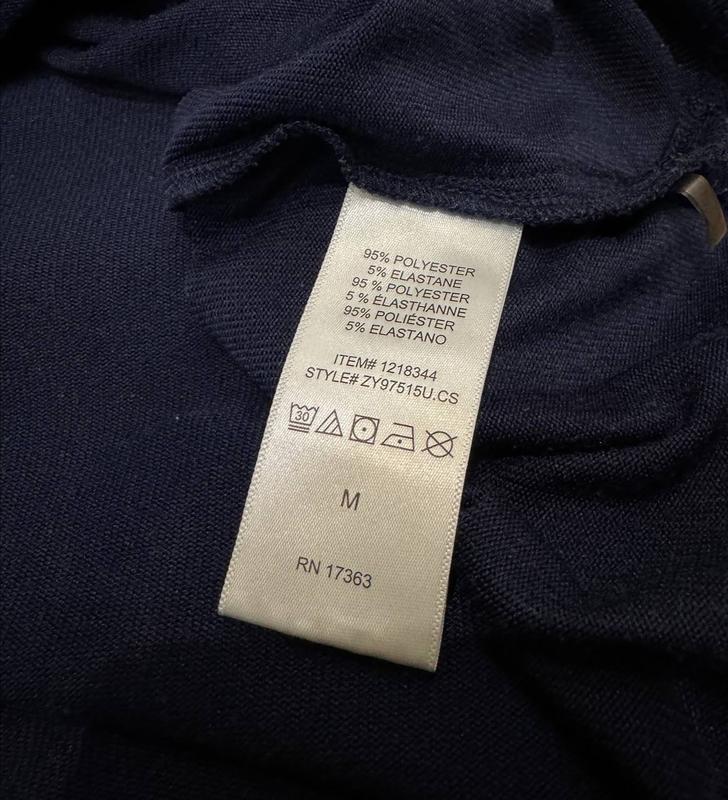 95% POLYESTER
5% ELASTANE
95 % POLYESTER
5 % ÉLASTHANNE
95% POLIÉSTER
5% ELASTANO
ITEM# 1218344
STYLE# ZY97515U.CS
30
M
RN 17363